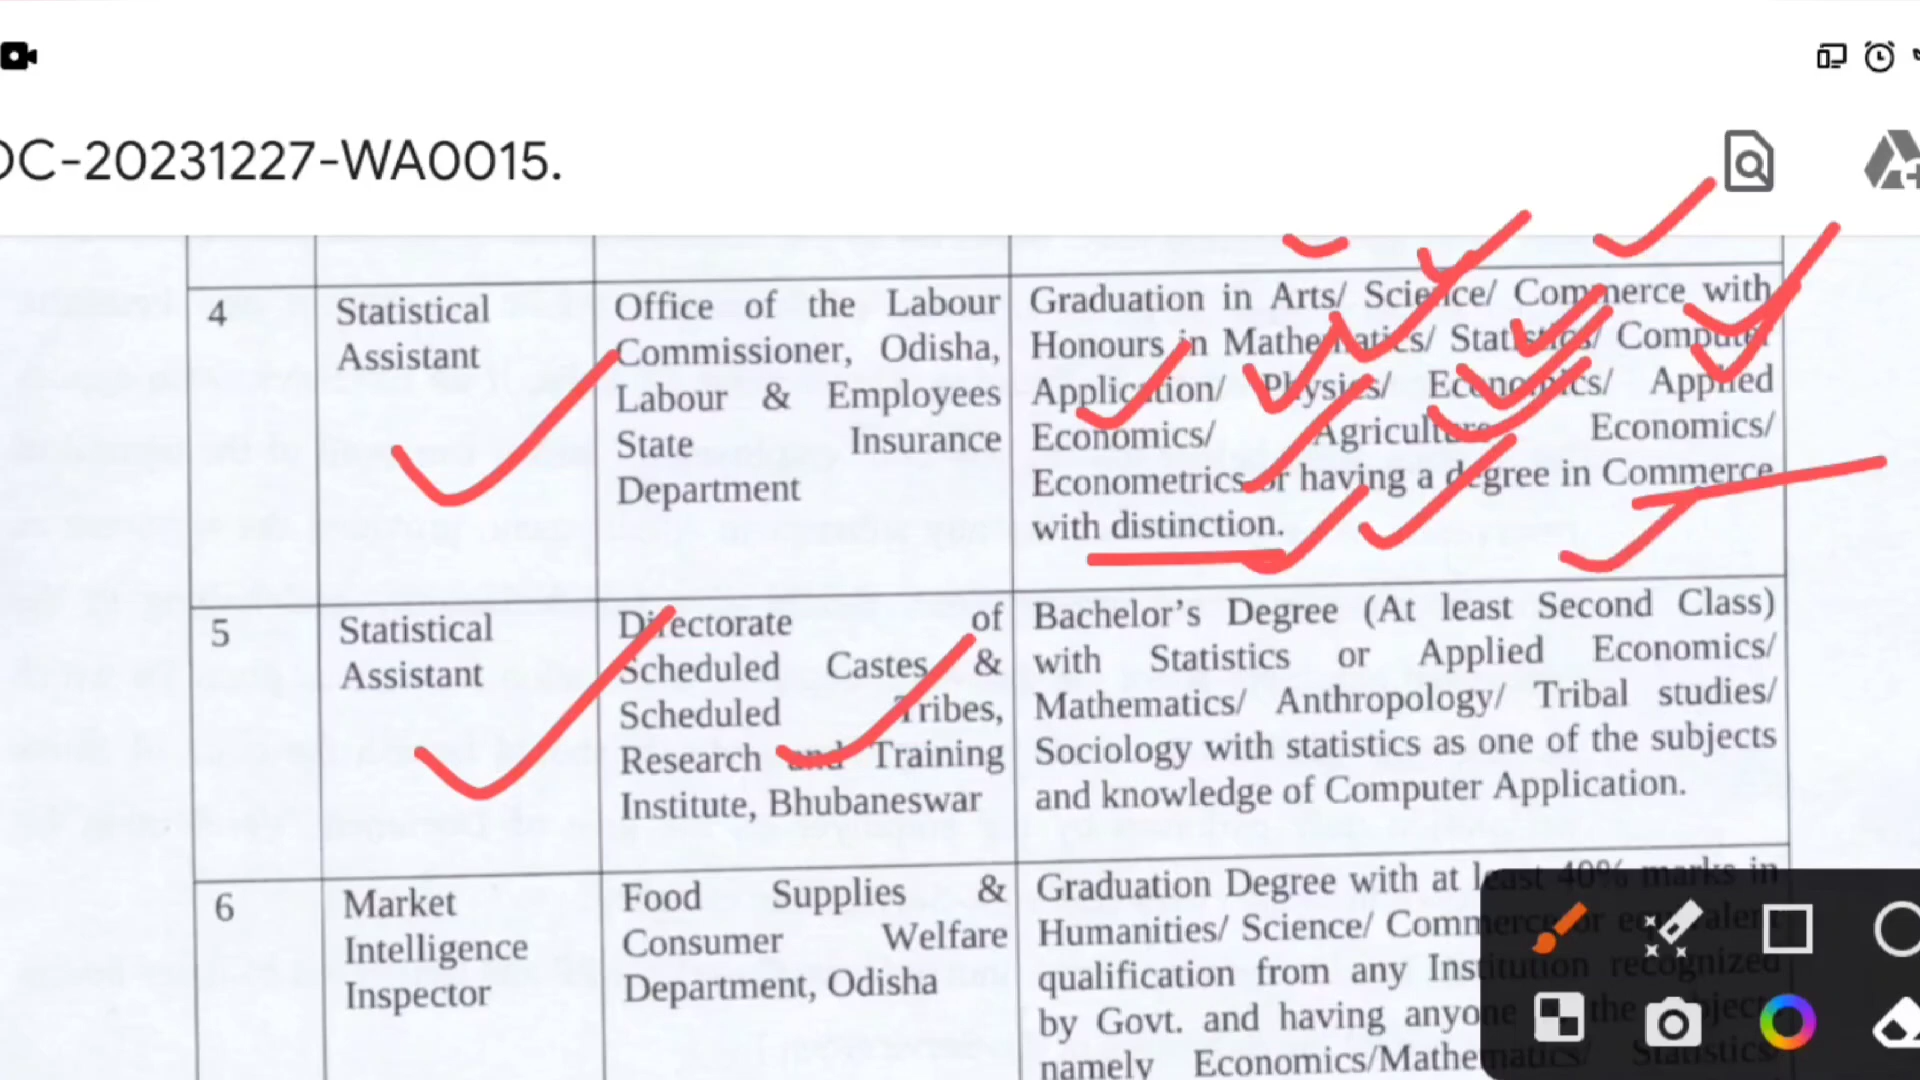 OC-20231227-WA0015.
4
Statistical
Assistant
Office of the Labour
Commissioner, Odisha,
Labour & Employees
State Insurance
Department
Graduation in Arts/ Science/ Commerce with
Honours in Mathematics/ Statistics/ Computer
Application/ Physics/ Economics/ Applied
Economics/ Agriculture Economics/
Econometrics or having a degree in Commerce
with distinction.
5
Statistical
Assistant
Directorate of
Scheduled Castes &
Scheduled Tribes,
Research and Training
Institute, Bhubaneswar
Bachelor's Degree (At least Second Class)
with Statistics or Applied Economics/
Mathematics/ Anthropology/ Tribal studies/
Sociology with statistics as one of the subjects
and knowledge of Computer Application.
6
Market
Intelligence
Inspector
Food Supplies &
Consumer Welfare
Department, Odisha
Graduation Degree with at least 40% marks in
Humanities/ Science/ Commerce or equivalent
qualification from any Institution recognized
by Govt. and having anyone the
namely Economics/Mathematics/ Statistics/